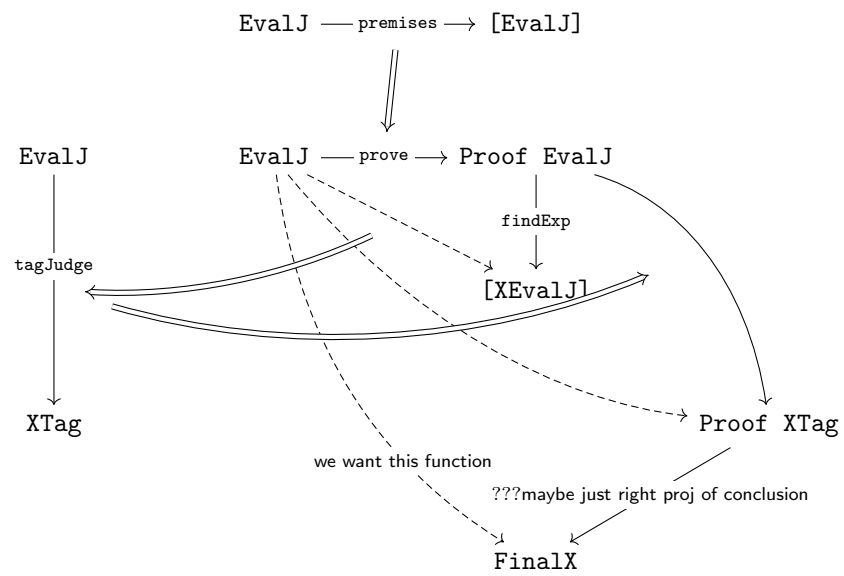 EvalJ premises [EvalJ]
EvalJ EvalJ prove Proof EvalJ
findExp
tagJudge
[XEvalJ]
XTag Proof XTag
we want this function
???maybe just right proj of conclusion
FinalX